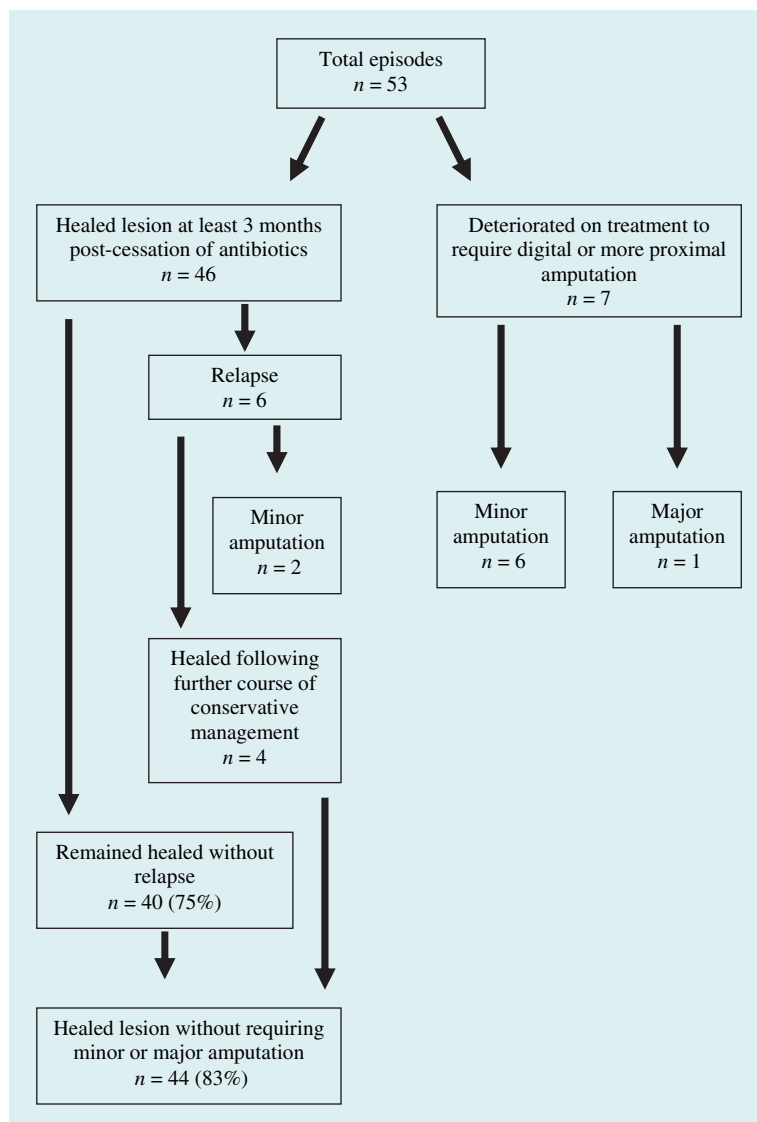 Total episodes
n = 53
Healed lesion at least 3 months
post-cessation of antibiotics
n = 46
Deteriorated on treatment to
require digital or more proximal
amputation
n = 7
Relapse
n = 6
Minor
amputation
n = 2
Minor
amputation
n = 6
Major
amputation
n = 1
Healed following
further course of
conservative
management
n = 4
Remained healed without
relapse
n = 40 (75%)
Healed lesion without requiring
minor or major amputation
n = 44 (83%)